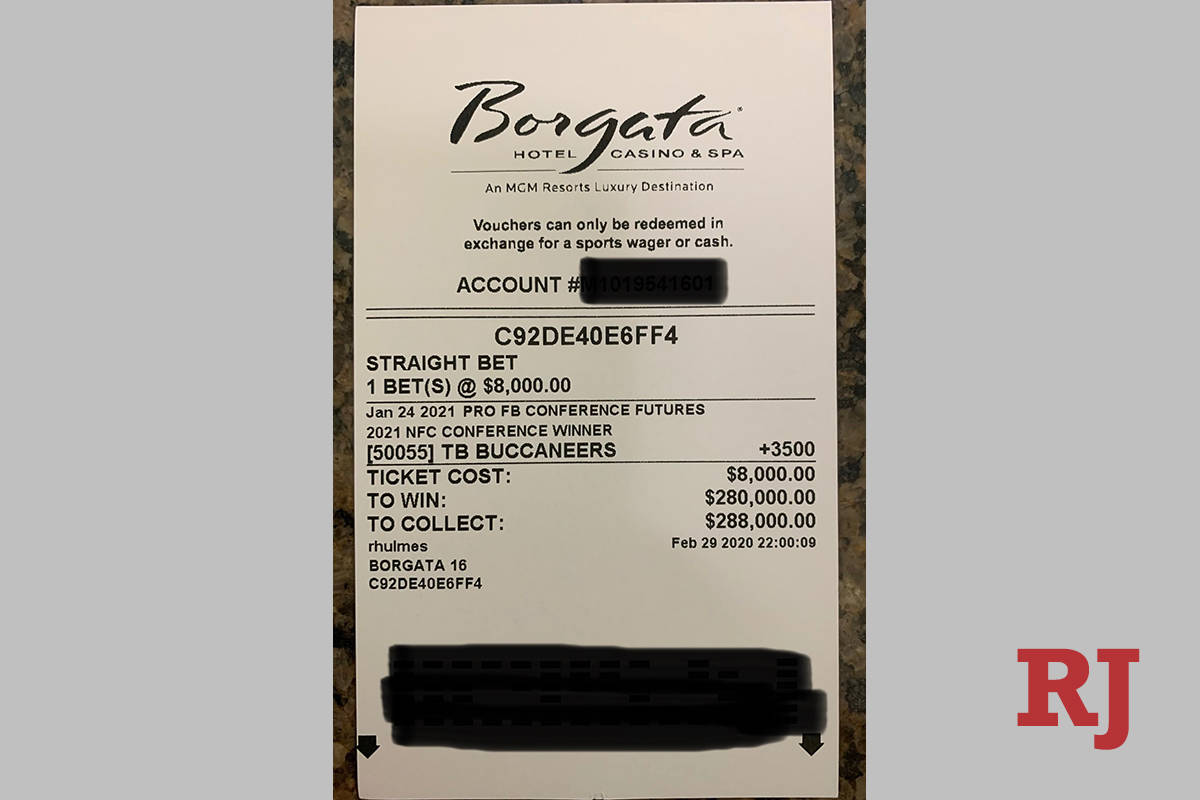 Borgata
HOTEL CASINO & SPA
An MGM Resorts Luxury Destination
Vouchers can only be redeemed in
exchange for a sports wager or cash.
ACCOUNT #
C92DE40E6FF4
STRAIGHT BET
1 BET(S) @ $8,000.00
Jan 24 2021 PRO FB CONFERENCE FUTURES
2021 NFC CONFERENCE WINNER
[50055] TB BUCCANEERS +3500
TICKET COST: $8,000.00
TO WIN: $280,000.00
TO COLLECT: $288,000.00
rhulmes Feb 29 2020 22:00:09
BORGATA 16
C92DE40E6FF4
RJ